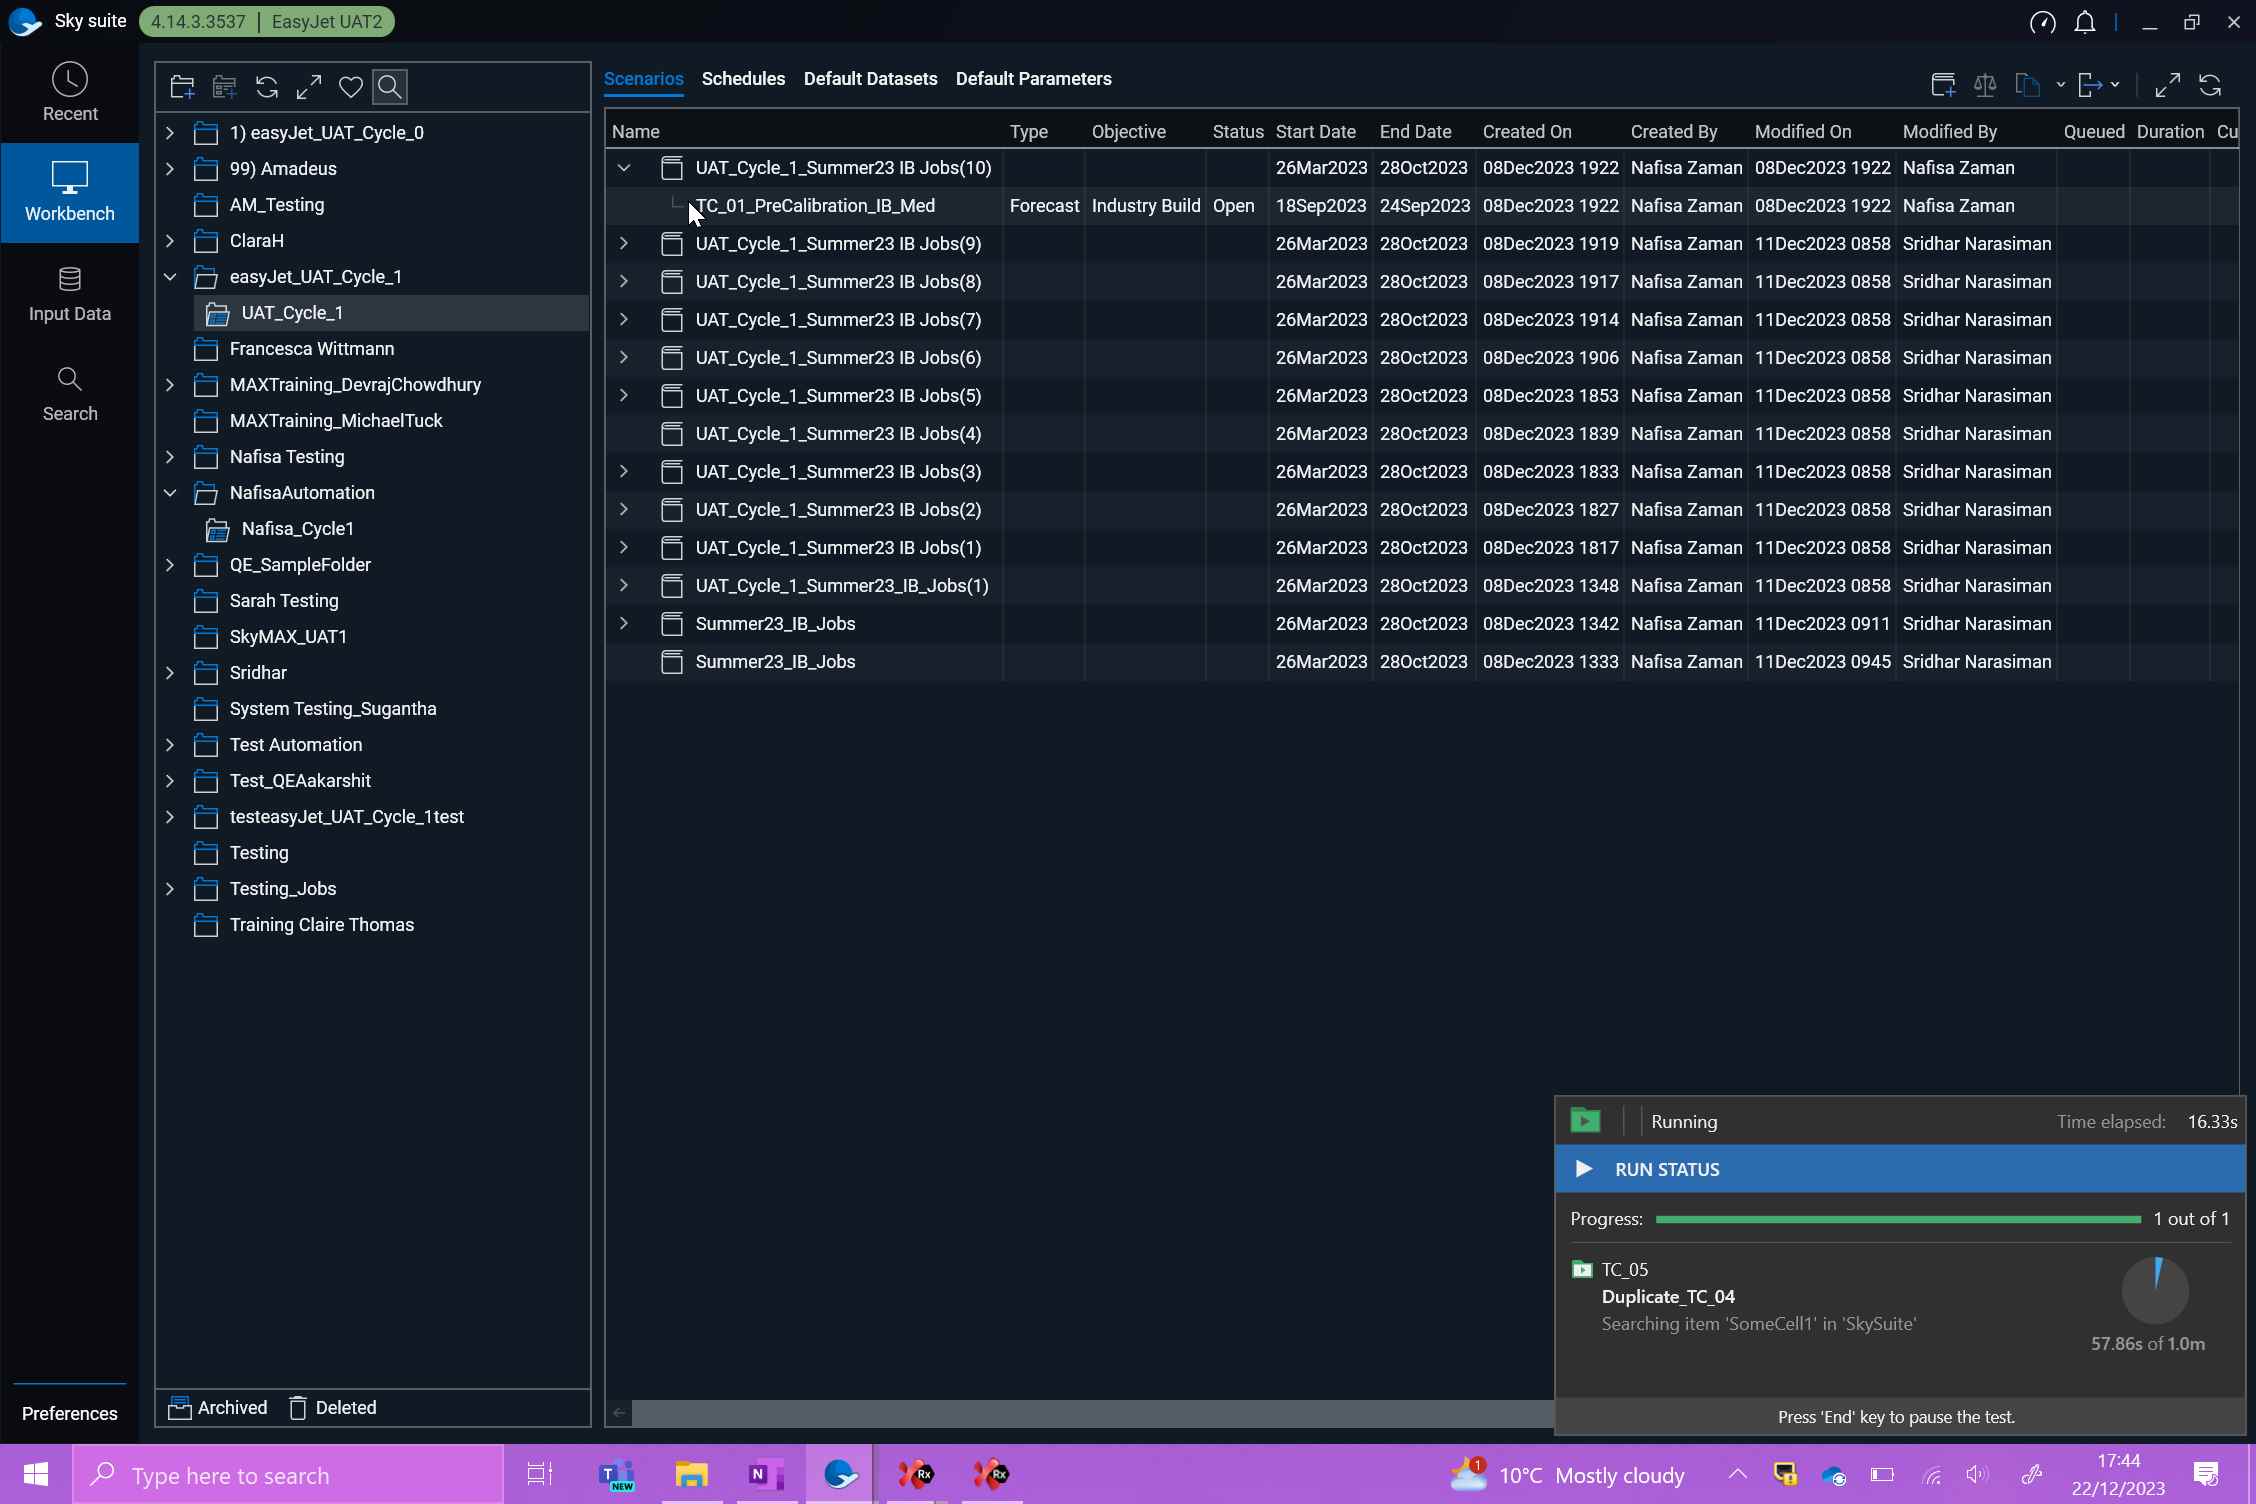 Sky suite 4.14.3.3537 | EasyJet UAT2
Recent
Workbench
Input Data
Search
Preferences
1) easyJet_UAT_Cycle_0
99) Amadeus
AM_Testing
ClaraH
easyJet_UAT_Cycle_1
UAT_Cycle_1
Francesca Wittmann
MAXTraining_DevrajChowdhury
MAXTraining_MichaelTuck
Nafisa Testing
NafisaAutomation
Nafisa_Cycle1
QE_SampleFolder
Sarah Testing
SkyMAX_UAT1
Sridhar
System Testing_Sugantha
Test Automation
Test_QEAakarshit
testeasyJet_UAT_Cycle_1test
Testing
Testing_Jobs
Training Claire Thomas
Archived Deleted
Scenarios Schedules Default Datasets Default Parameters
Name Type Objective Status Start Date End Date Created On Created By Modified On Modified By Queued Duration Cu
UAT_Cycle_1_Summer23 IB Jobs(10) 26Mar2023 28Oct2023 08Dec2023 1922 Nafisa Zaman 08Dec2023 1922 Nafisa Zaman
TC_01_PreCalibration_IB_Med Forecast Industry Build Open 18Sep2023 24Sep2023 08Dec2023 1922 Nafisa Zaman 08Dec2023 1922 Nafisa Zaman
UAT_Cycle_1_Summer23 IB Jobs(9) 26Mar2023 28Oct2023 08Dec2023 1919 Nafisa Zaman 11Dec2023 0858 Sridhar Narasiman
UAT_Cycle_1_Summer23 IB Jobs(8) 26Mar2023 28Oct2023 08Dec2023 1917 Nafisa Zaman 11Dec2023 0858 Sridhar Narasiman
UAT_Cycle_1_Summer23 IB Jobs(7) 26Mar2023 28Oct2023 08Dec2023 1914 Nafisa Zaman 11Dec2023 0858 Sridhar Narasiman
UAT_Cycle_1_Summer23 IB Jobs(6) 26Mar2023 28Oct2023 08Dec2023 1906 Nafisa Zaman 11Dec2023 0858 Sridhar Narasiman
UAT_Cycle_1_Summer23 IB Jobs(5) 26Mar2023 28Oct2023 08Dec2023 1853 Nafisa Zaman 11Dec2023 0858 Sridhar Narasiman
UAT_Cycle_1_Summer23 IB Jobs(4) 26Mar2023 28Oct2023 08Dec2023 1839 Nafisa Zaman 11Dec2023 0858 Sridhar Narasiman
UAT_Cycle_1_Summer23 IB Jobs(3) 26Mar2023 28Oct2023 08Dec2023 1833 Nafisa Zaman 11Dec2023 0858 Sridhar Narasiman
UAT_Cycle_1_Summer23 IB Jobs(2) 26Mar2023 28Oct2023 08Dec2023 1827 Nafisa Zaman 11Dec2023 0858 Sridhar Narasiman
UAT_Cycle_1_Summer23 IB Jobs(1) 26Mar2023 28Oct2023 08Dec2023 1817 Nafisa Zaman 11Dec2023 0858 Sridhar Narasiman
UAT_Cycle_1_Summer23_IB_Jobs(1) 26Mar2023 28Oct2023 08Dec2023 1348 Nafisa Zaman 11Dec2023 0858 Sridhar Narasiman
Summer23_IB_Jobs 26Mar2023 28Oct2023 08Dec2023 1342 Nafisa Zaman 11Dec2023 0911 Sridhar Narasiman
Summer23_IB_Jobs 26Mar2023 28Oct2023 08Dec2023 1333 Nafisa Zaman 11Dec2023 0945 Sridhar Narasiman
Running Time elapsed: 16.33s
RUN STATUS
Progress: 1 out of 1
TC_05
Duplicate_TC_04
Searching item 'SomeCell1' in 'SkySuite'
57.86s of 1.0m
Press 'End' key to pause the test.
Type here to search
T
NEW
N
Rx
Rx
1
10°C Mostly cloudy
17:44
22/12/2023